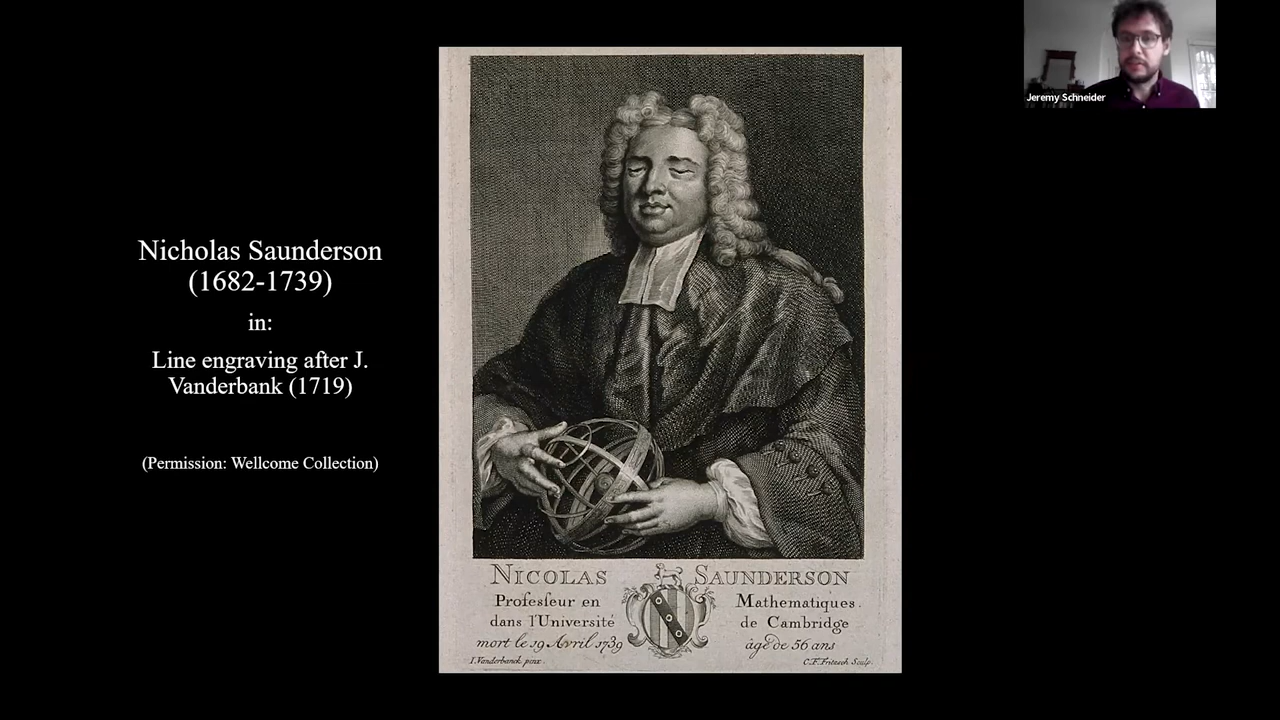 Jeremy Schneider
Nicholas Saunderson
(1682-1739)
in:
Line engraving after J.
Vanderbank (1719)
(Permission: Wellcome Collection)
NICOLAS SAUNDERSON
Profeſseur en Mathematiques.
dans l'Université de Cambridge
mort le 19 Avril 1739 âgé de 56 ans
I. Vanderbanck pinx. C.F. Fritzsch Sculp.